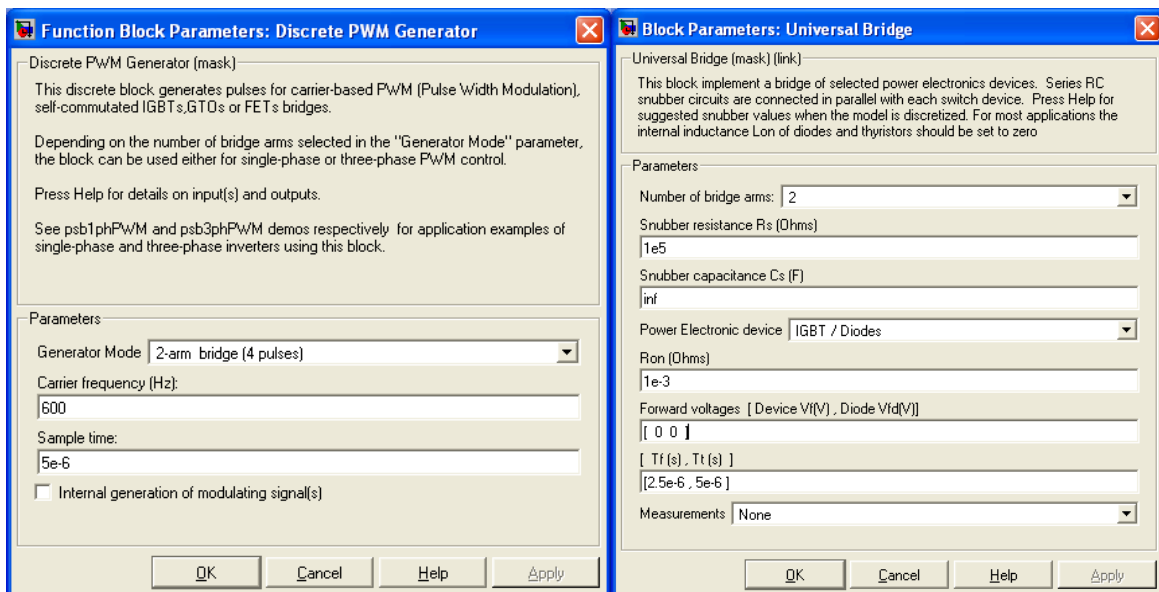 Function Block Parameters: Discrete PWM Generator
Discrete PWM Generator (mask)
This discrete block generates pulses for carrier-based PWM (Pulse Width Modulation),
self-commutated IGBTs,GTOs or FETs bridges.
Depending on the number of bridge arms selected in the "Generator Mode" parameter,
the block can be used either for single-phase or three-phase PWM control.
Press Help for details on input(s) and outputs.
See psb1phPWM and psb3phPWM demos respectively for application examples of
single-phase and three-phase inverters using this block.
Parameters
Generator Mode 2-arm bridge (4 pulses)
Carrier frequency (Hz):
600
Sample time:
5e-6
Internal generation of modulating signal(s)
OK Cancel Help Apply
Block Parameters: Universal Bridge
Universal Bridge (mask) (link)
This block implement a bridge of selected power electronics devices. Series RC
snubber circuits are connected in parallel with each switch device. Press Help for
suggested snubber values when the model is discretized. For most applications the
internal inductance Lon of diodes and thyristors should be set to zero
Parameters
Number of bridge arms: 2
Snubber resistance Rs (Ohms)
1e5
Snubber capacitance Cs (F)
inf
Power Electronic device IGBT / Diodes
Ron (Ohms)
1e-3
Forward voltages [ Device Vf(V) , Diode Vfd(V)]
[ 0 0 ]
[ Tf (s) , Tt (s) ]
[2.5e-6 , 5e-6 ]
Measurements None
OK Cancel Help Apply